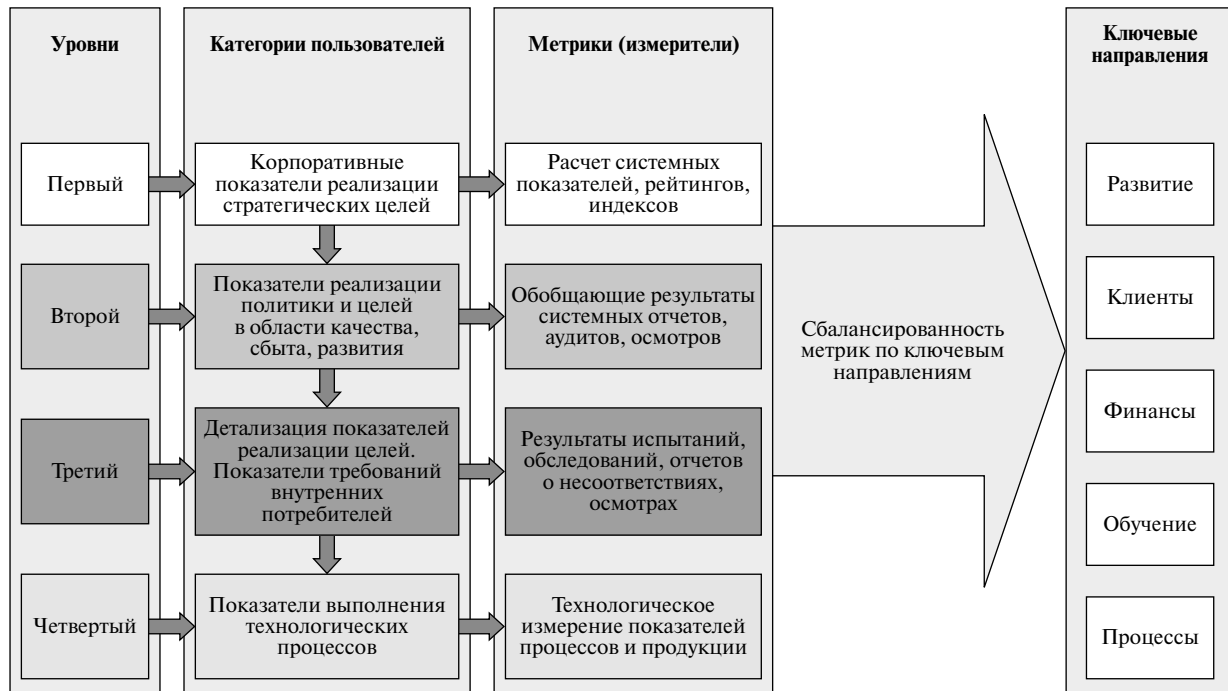 Уровни
Категории пользователей
Метрики (измерители)
Ключевые
направления
Первый
Корпоративные
показатели реализации
стратегических целей
Расчет системных
показателей, рейтингов,
индексов
Второй
Показатели реализации
политики и целей
в области качества,
сбыта, развития
Обобщающие результаты
системных отчетов,
аудитов, осмотров
Третий
Детализация показателей
реализации целей.
Показатели требований
внутренних
потребителей
Результаты испытаний,
обследований, отчетов
о несоответствиях,
осмотрах
Четвертый
Показатели выполнения
технологических
процессов
Технологическое
измерение показателей
процессов и продукции
Сбалансированность
метрик по ключевым
направлениям
Развитие
Клиенты
Финансы
Обучение
Процессы